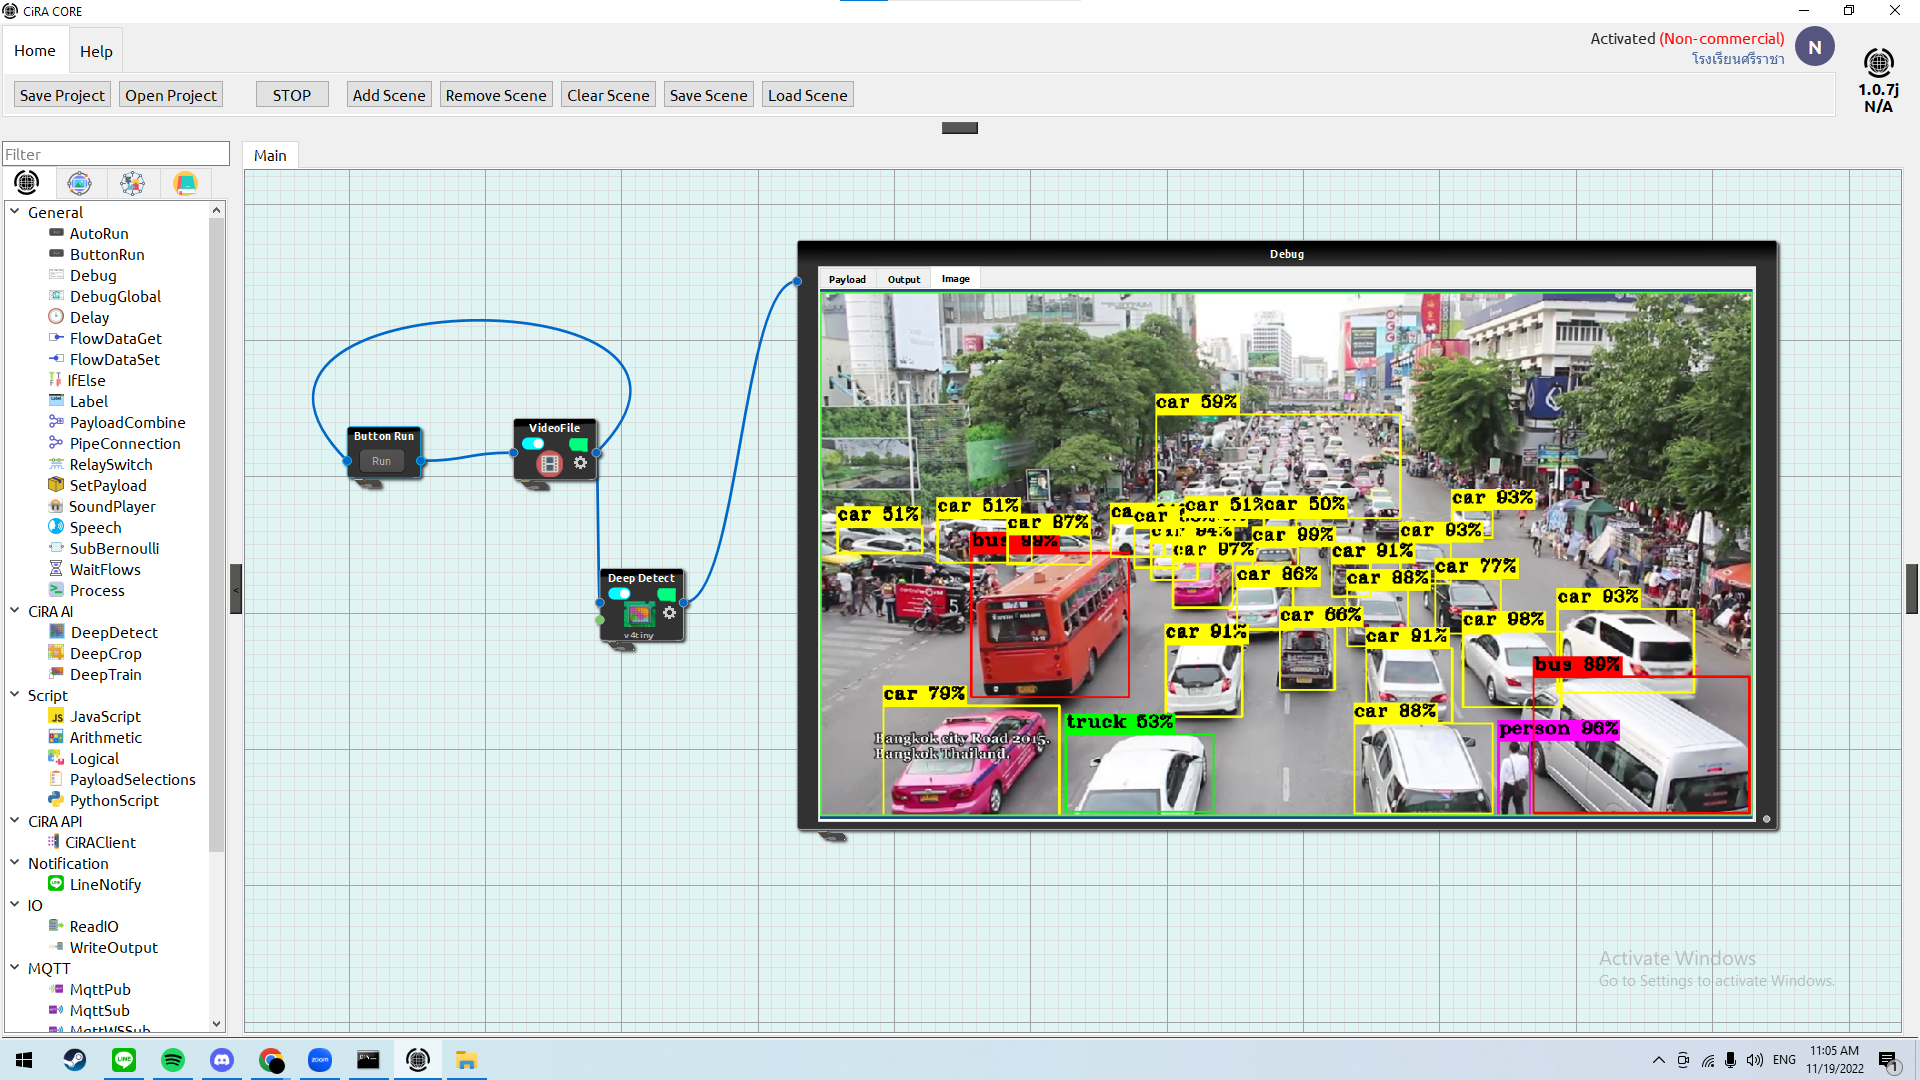 CiRA CORE
Home
Help
Activated (Non-commercial)
โรงเรียนศรีราชา
N
1.0.7j
N/A
Save Project
Open Project
STOP
Add Scene
Remove Scene
Clear Scene
Save Scene
Load Scene
Filter
Main
General
AutoRun
ButtonRun
Debug
DebugGlobal
Delay
FlowDataGet
FlowDataSet
IfElse
Label
PayloadCombine
PipeConnection
RelaySwitch
SetPayload
SoundPlayer
Speech
SubBernoulli
WaitFlows
Process
CiRA AI
DeepDetect
DeepCrop
DeepTrain
Script
JavaScript
Arithmetic
Logical
PayloadSelections
PythonScript
CiRA API
CiRAClient
Notification
LineNotify
IO
ReadIO
WriteOutput
MQTT
MqttPub
MqttSub
MqttWSSub
Button Run
Run
VideoFile
Deep Detect
v4tiny
Debug
Payload
Output
Image
car 59%
car 93%
car 51%
car 51%
car 87%
car 51%
car 50%
car 99%
car 93%
bus 99%
car 94%
car 97%
car 91%
car 86%
car 88%
car 77%
car 93%
car 66%
car 98%
car 91%
car 91%
bus 89%
car 79%
car 88%
truck 53%
person 96%
Bangkok city Road 2015.
Bangkok Thailand.
Activate Windows
Go to Settings to activate Windows.
zoom
ENG
11:05 AM
11/19/2022
1